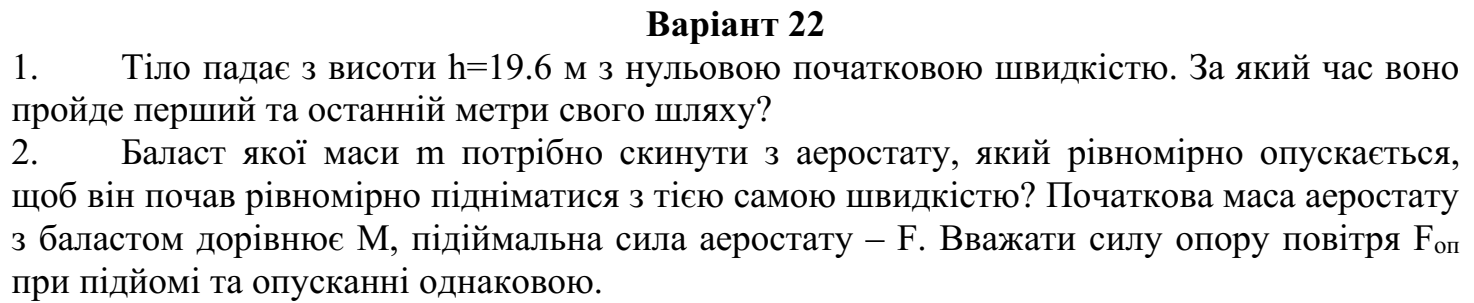 Варіант 22
1. Тіло падає з висоти h=19.6 м з нульовою початковою швидкістю. За який час воно
пройде перший та останній метри свого шляху?
2. Баласт якої маси m потрібно скинути з аеростату, який рівномірно опускається,
щоб він почав рівномірно підніматися з тією самою швидкістю? Початкова маса аеростату
з баластом дорівнює M, підіймальна сила аеростату – F. Вважати силу опору повітря Fоп
при підйомі та опусканні однаковою.